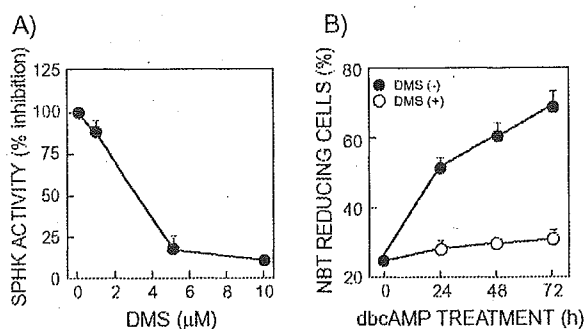 A)
SPHK ACTIVITY (% inhibition)
125
100
75
50
25
0
0 2 4 6 8 10
DMS (µM)
B)
NBT REDUCING CELLS (%)
80
60
40
20
DMS (-)
DMS (+)
0 24 48 72
dbcAMP TREATMENT (h)